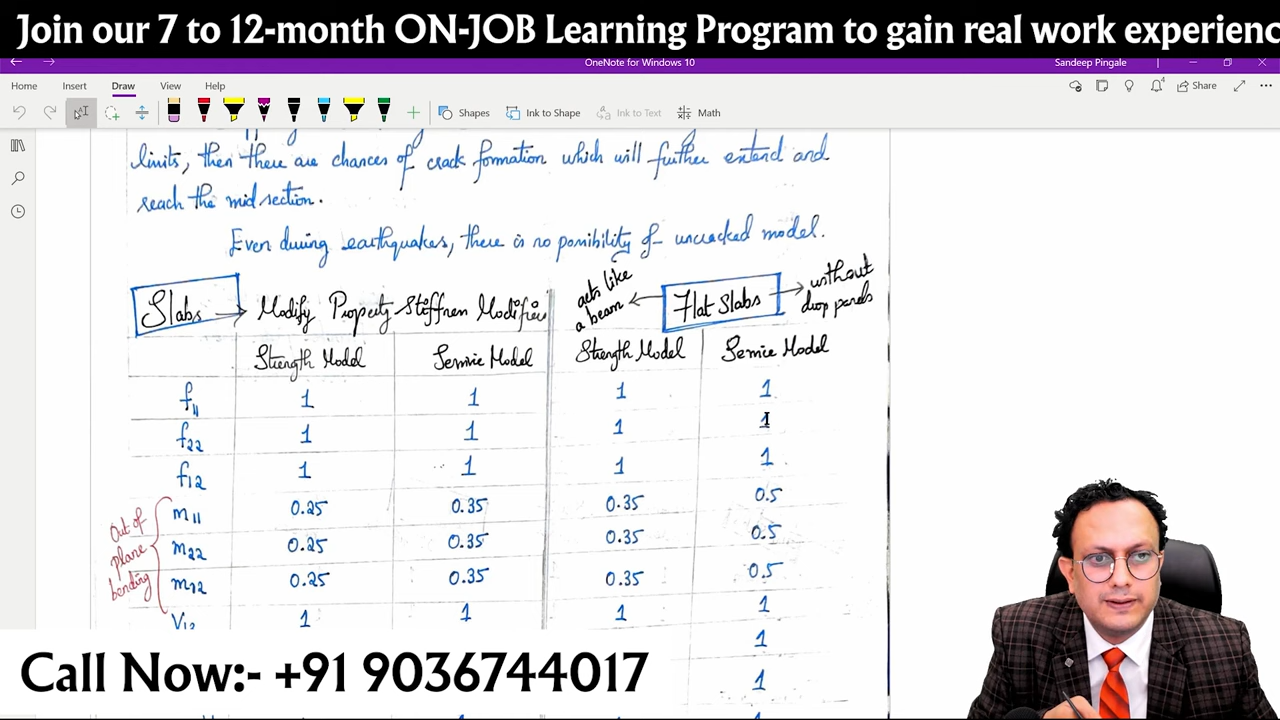 Join our 7 to 12-month ON-JOB Learning Program to gain real work experienc
OneNote for Windows 10
Sandeep Pingale
Home Insert Draw View Help
Share
Shapes Ink to Shape Ink to Text Math
limits, then there are chances of crack formation which will further extend and
reach the mid section.
Even during earthquakes, there is no possibility of uncracked model.
Slabs → Modify Property Stiffness Modifiers
acts like a beam ← Flat Slabs → without drop panels
Strength Model Service Model Strength Model Service Model
f11 1 1 1 1
f22 1 1 1 1
f12 1 1 1 1
m11 0.25 0.35 0.35 0.5
m22 0.25 0.35 0.35 0.5
m12 0.25 0.35 0.35 0.5
Out of plane bending
V13 1 1 1 1
1
1
Call Now:- +91 9036744017